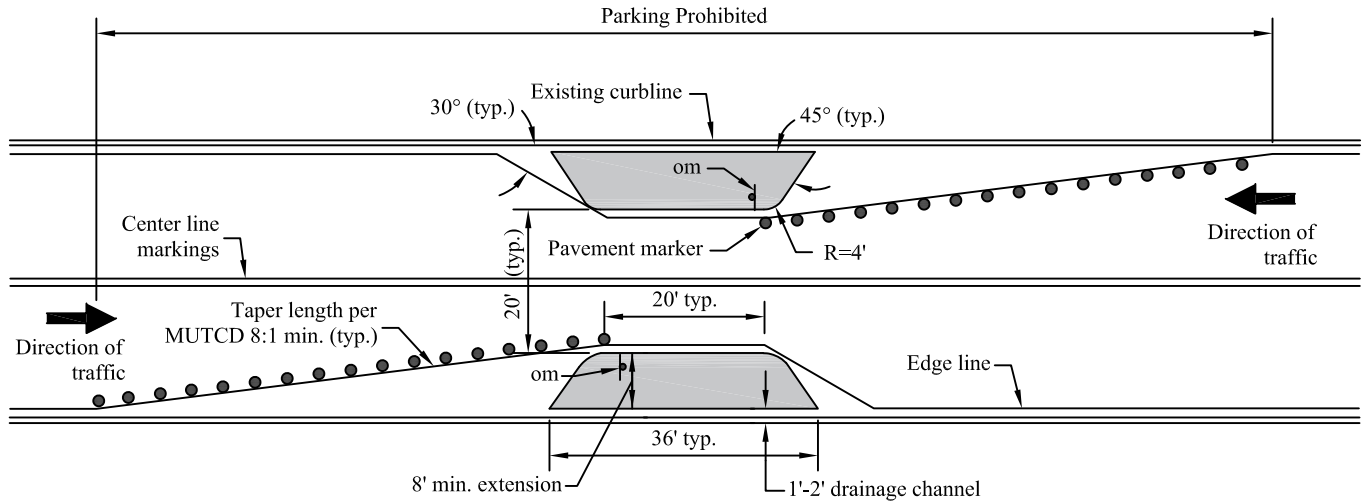 Parking Prohibited
Existing curbline
30° (typ.)
45° (typ.)
om
Center line
markings
Pavement marker
R=4'
Direction of
traffic
20' (typ.)
20' typ.
Taper length per
MUTCD 8:1 min. (typ.)
Direction of
traffic
om
Edge line
36' typ.
8' min. extension
1'-2' drainage channel